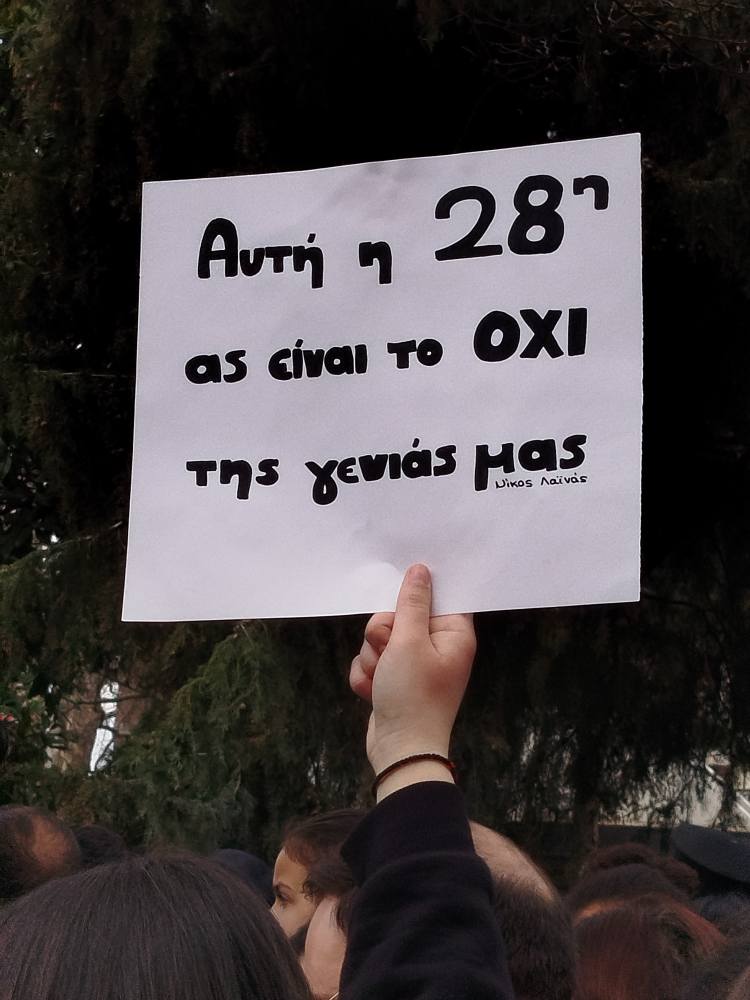 Αυτή η 28η
ας είναι το ΟΧΙ
της γενιάς μας
Νίκος Λαϊνάς